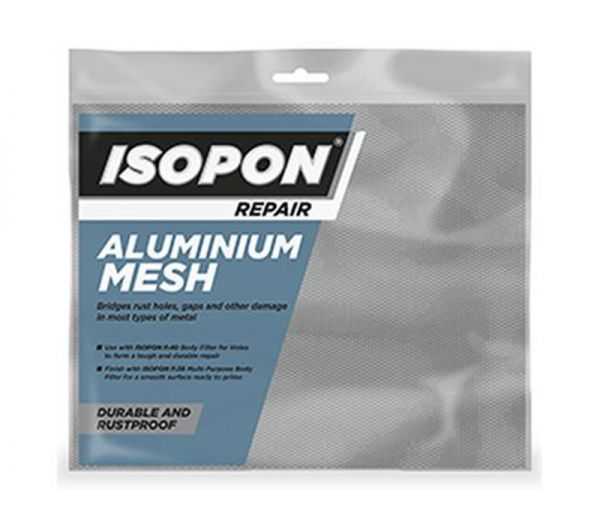 ISOPON®
REPAIR
ALUMINIUM
MESH
Bridges rust holes, gaps and other damage
in most types of metal
Use with ISOPON P.40 Body Filler for Holes
to form a tough and durable repair
Finish with ISOPON P.38 Multi-Purpose Body
Filler for a smooth surface ready to prime
DURABLE AND
RUSTPROOF